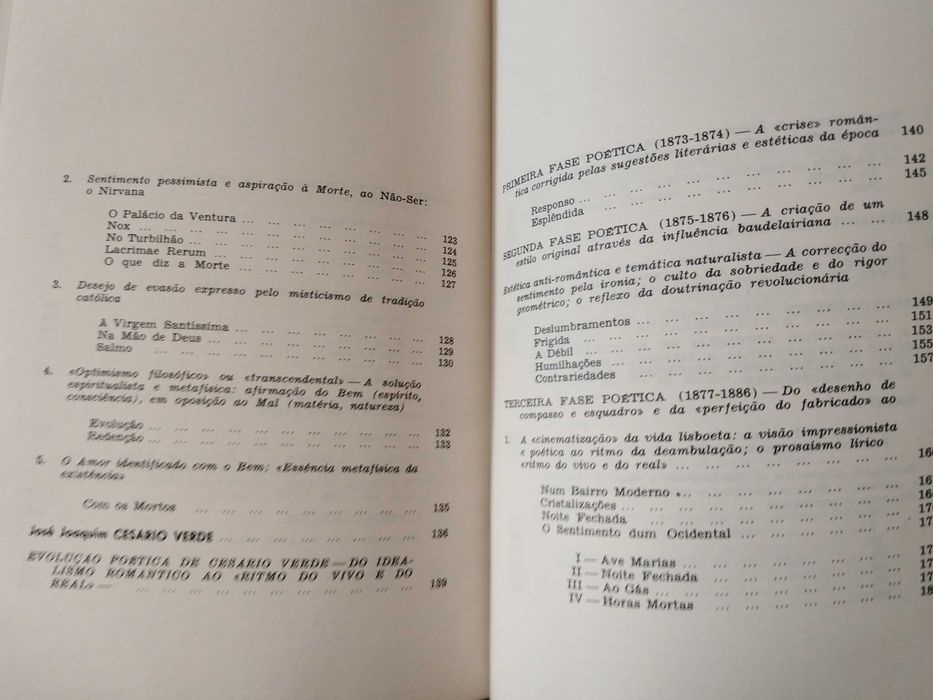 2. Sentimento pessimista e aspiração à Morte, ao Não-Ser:
o Nirvana
O Palácio da Ventura ... ... ... ... ... ... ... 123
Nox ... ... ... ... ... ... ... ... ... ... 124
No Turbilhão ... ... ... ... ... ... ... ... 125
Lacrimae Rerum ... ... ... ... ... ... ... 126
O que diz a Morte ... ... ... ... ... ... ... 127
3. Desejo de evasão expresso pelo misticismo de tradição
católica
À Virgem Santíssima ... ... ... ... ... ... ... 128
Na Mão de Deus ... ... ... ... ... ... ... ... 129
Salmo ... ... ... ... ... ... ... ... ... 130
4. «Optimismo filosófico» ou «transcendental» — A solução
espiritualista e metafísica: afirmação do Bem (espírito,
consciência), em oposição ao Mal (matéria, natureza)
Evolução ... ... ... ... ... ... ... ... ... 132
Redenção ... ... ... ... ... ... ... ... ... 133
5. O Amor identificado com o Bem; «Essência metafísica da
existência»
Com os Mortos ... ... ... ... ... ... ... 135
José Joaquim CESÁRIO VERDE ... ... ... ... ... ... 136
EVOLUÇÃO POÉTICA DE CESÁRIO VERDE — DO IDEA-
LISMO ROMÂNTICO AO «RITMO DO VIVO E DO
REAL» — ... ... ... ... ... ... ... ... ... 139
PRIMEIRA FASE POÉTICA (1873-1874) — A «crise» român-
tica corrigida pelas sugestões literárias e estéticas da época 140
Responso ... ... ... ... ... ... ... ... ... 142
Esplêndida ... ... ... ... ... ... ... ... 145
SEGUNDA FASE POÉTICA (1875-1876) — A criação de um
estilo original através da influência baudelairiana ... ... 148
Estética anti-romântica e temática naturalista — A correcção do
sentimento pela ironia; o culto da sobriedade e do rigor
geométrico; o reflexo da doutrinação revolucionária
Deslumbramentos ... ... ... ... ... ... ... ... 149
Frígida ... ... ... ... ... ... ... ... ... 151
A Débil ... ... ... ... ... ... ... ... ... 153
Humilhações ... ... ... ... ... ... ... ... 155
Contrariedades ... ... ... ... ... ... ... ... 157
TERCEIRA FASE POÉTICA (1877-1886) — Do «desenho de
compasso e esquadro» e da «perfeição do fabricado» ao
1. A «cinematização» da vida lisboeta: a visão impressionista
e poética ao ritmo da deambulação; o prosaísmo lírico
«ritmo do vivo e do real» ... ... ... ... ... ...
Num Bairro Moderno ... ... ... ... ... ... ...
Cristalizações ... ... ... ... ... ... ... ...
Noite Fechada ... ... ... ... ... ... ... ...
O Sentimento dum Ocidental ... ... ... ... ...
I — Ave Marias ... ... ... ... ... ... ...
II — Noite Fechada ... ... ... ... ... ...
III — Ao Gás ... ... ... ... ... ... ... ...
IV — Horas Mortas ... ... ... ... ... ...